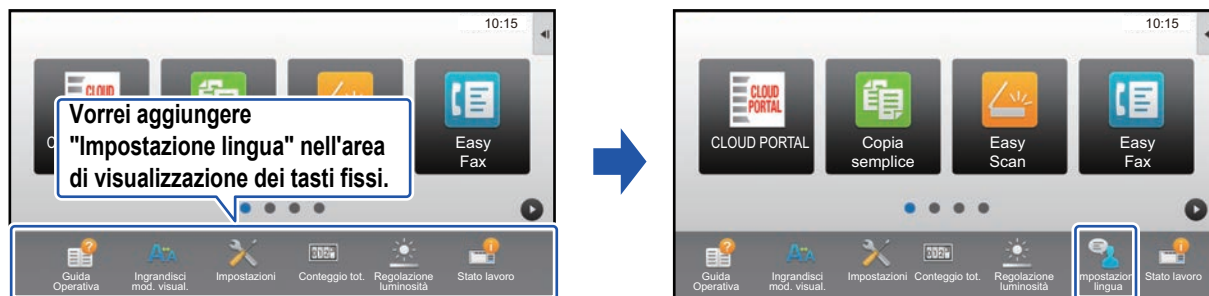 10:15
CLOUD
Vorrei aggiungere
"Impostazione lingua" nell'area
di visualizzazione dei tasti fissi.
Easy
Fax
Guida
Operativa
Ingrandisci
mod. visual.
Impostazioni
Conteggio tot.
Regolazione
luminosità
Stato lavoro
10:15
CLOUD
PORTAL
CLOUD PORTAL
Copia
semplice
Easy
Scan
Easy
Fax
Guida
Operativa
Ingrandisci
mod. visual.
Impostazioni
Conteggio tot.
Regolazione
luminosità
mpostazion
lingua
Stato lavoro